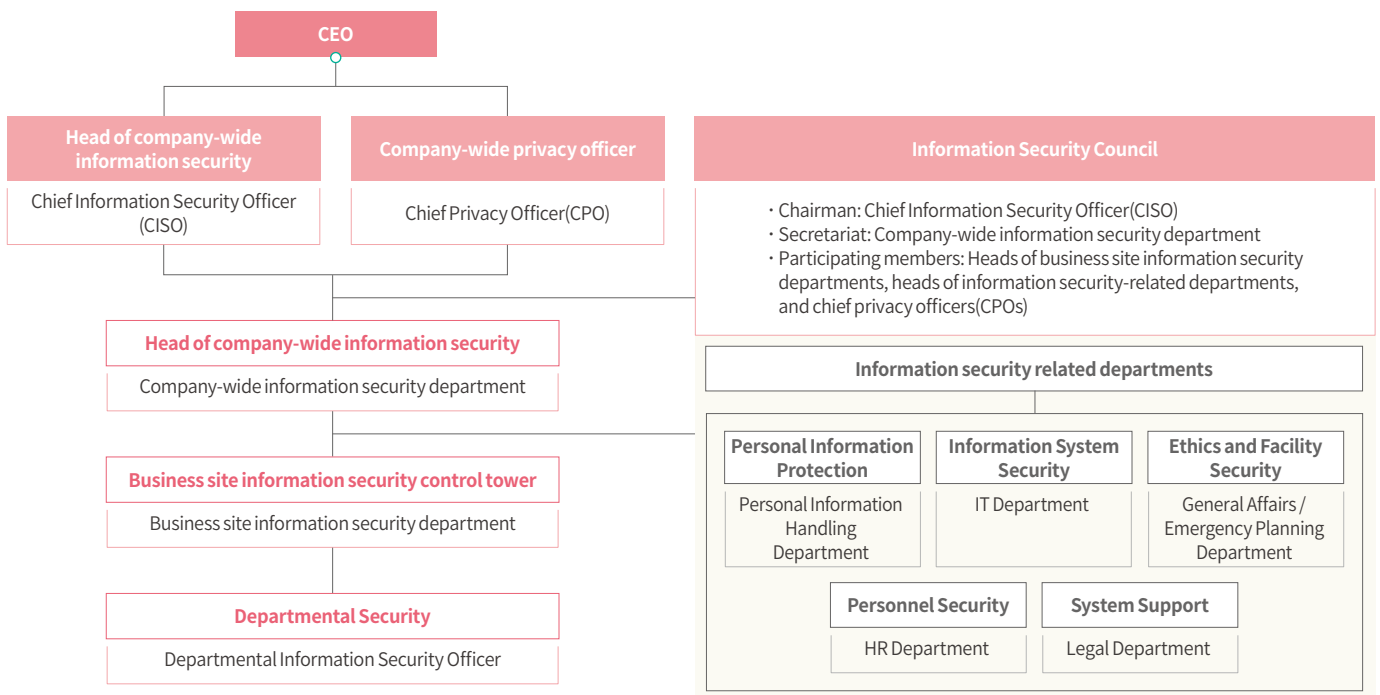 CEO
Head of company-wide
information security
Chief Information Security Officer
(CISO)
Company-wide privacy officer
Chief Privacy Officer(CPO)
Information Security Council
· Chairman: Chief Information Security Officer(CISO)
· Secretariat: Company-wide information security department
· Participating members: Heads of business site information security
departments, heads of information security-related departments,
and chief privacy officers(CPOs)
Head of company-wide information security
Company-wide information security department
Business site information security control tower
Business site information security department
Departmental Security
Departmental Information Security Officer
Information security related departments
Personal Information
Protection
Personal Information
Handling
Department
Information System
Security
IT Department
Ethics and Facility
Security
General Affairs /
Emergency Planning
Department
Personnel Security
HR Department
System Support
Legal Department